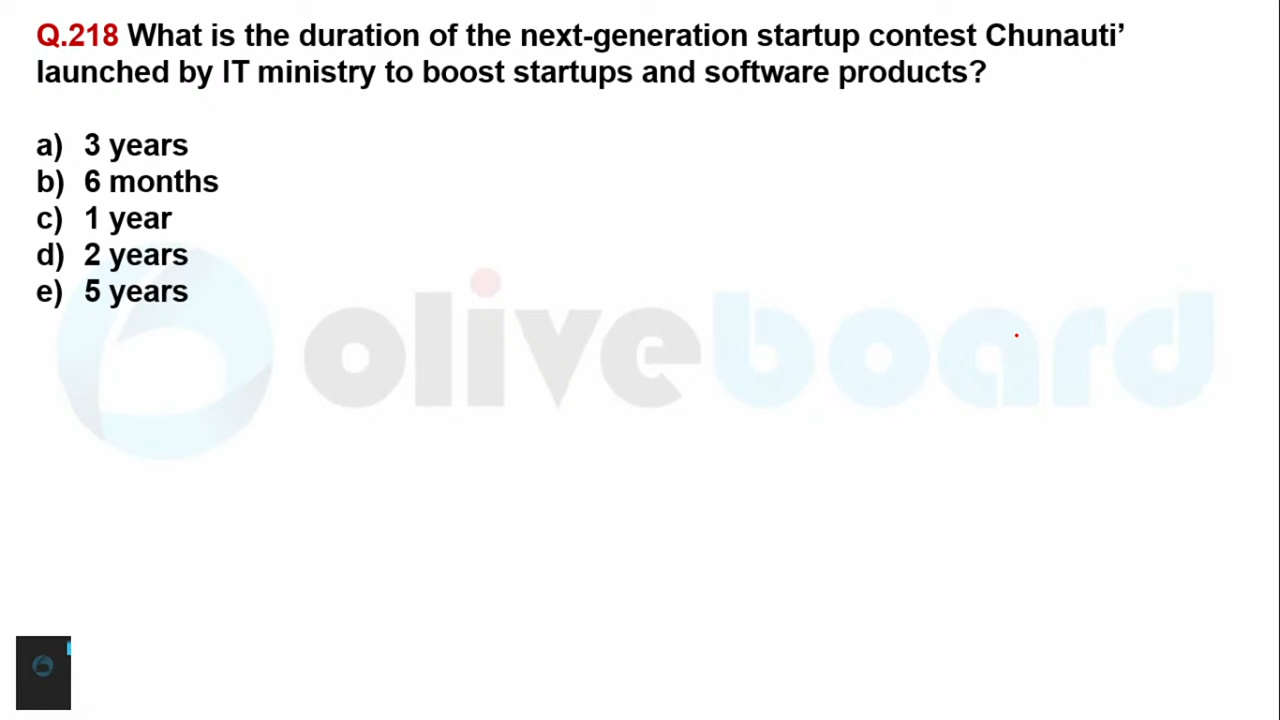 Q.218 What is the duration of the next-generation startup contest Chunauti’
launched by IT ministry to boost startups and software products?
a) 3 years
b) 6 months
c) 1 year
d) 2 years
e) 5 years
oliveboard